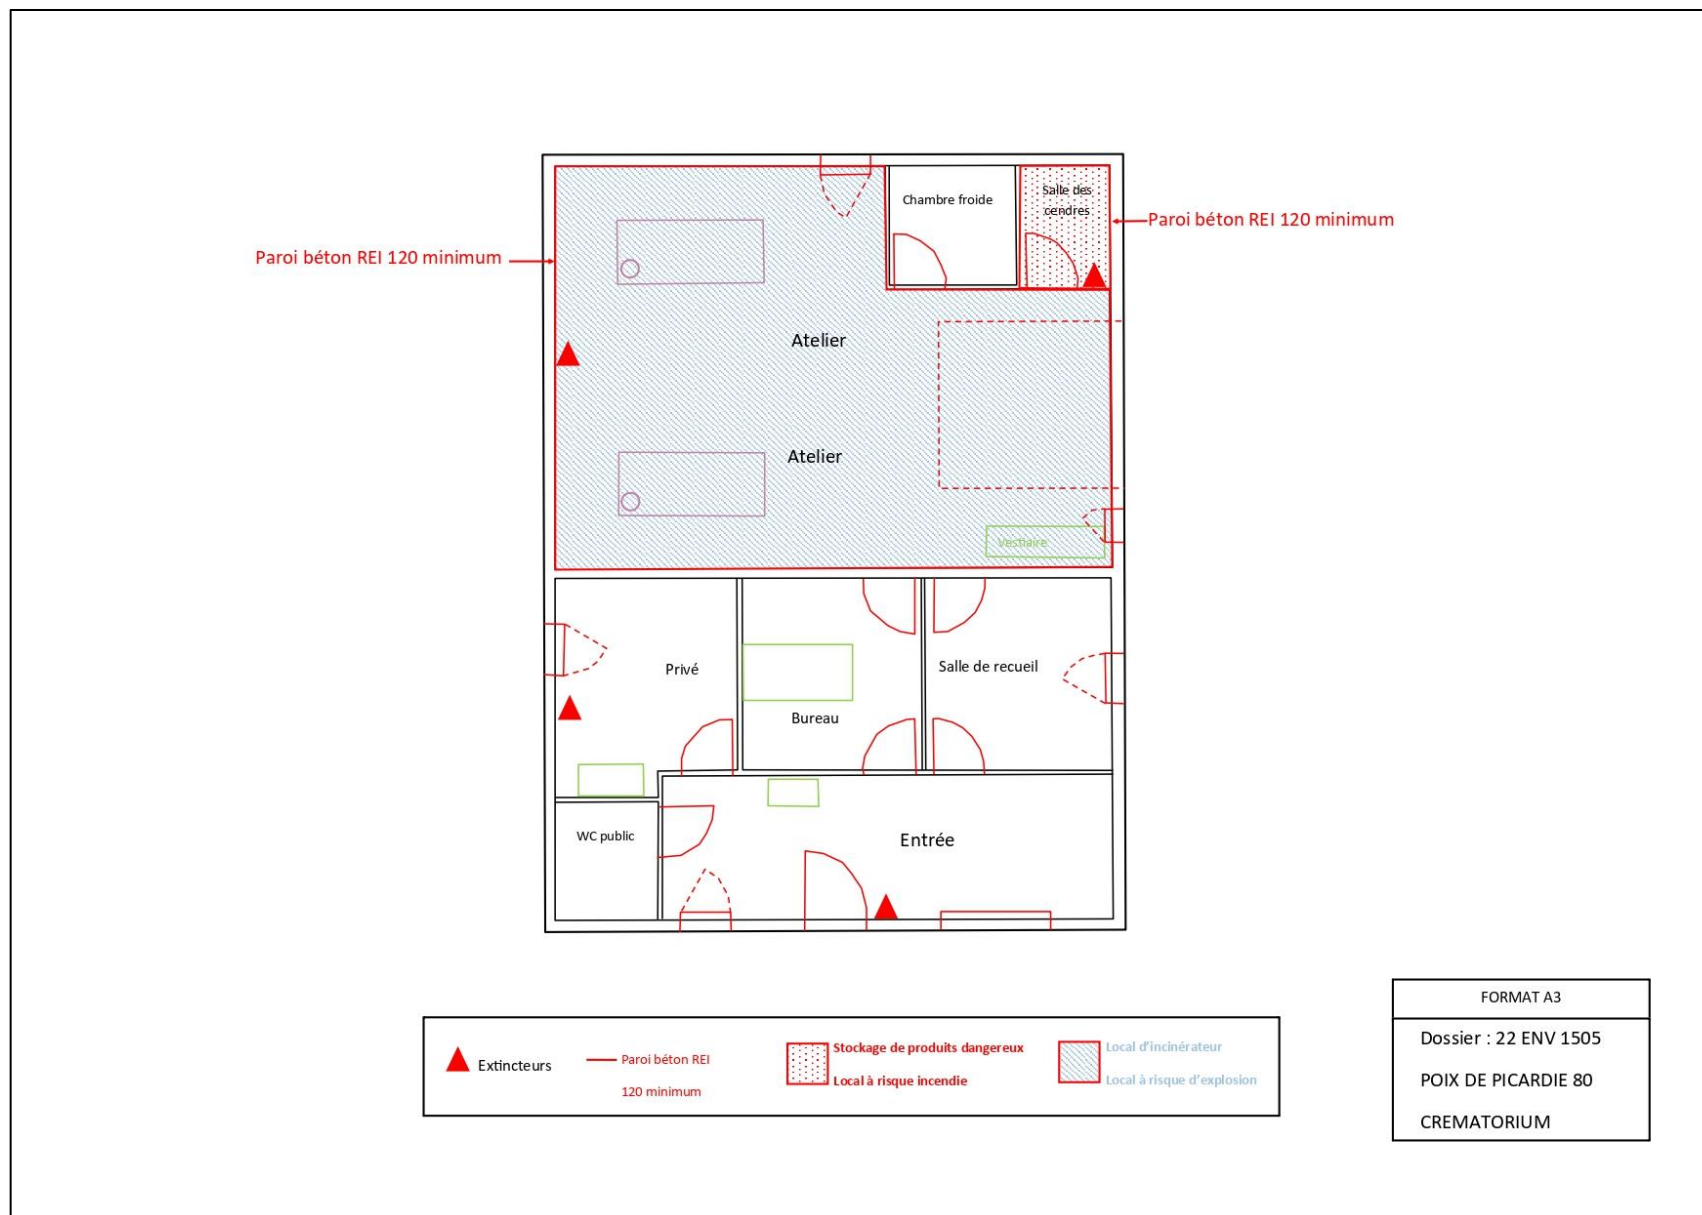 Chambre froide
Salle des
cendres
Paroi béton REI 120 minimum
Paroi béton REI 120 minimum
Atelier
Atelier
Vestiaire
Privé
Salle de recueil
Bureau
WC public
Entrée
Extincteurs
Paroi béton REI
120 minimum
Stockage de produits dangereux
Local à risque incendie
Local d'incinérateur
Local à risque d'explosion
FORMAT A3
Dossier : 22 ENV 1505
POIX DE PICARDIE 80
CREMATORIUM